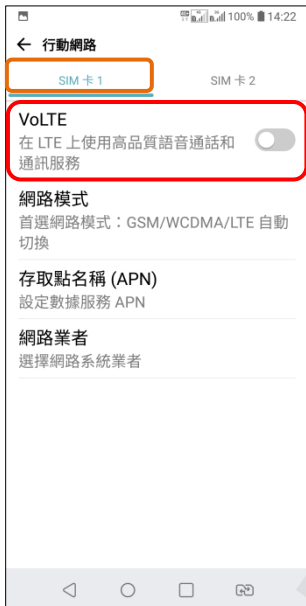 100% 14:22
行動網路
SIM 卡 1 SIM 卡 2
VoLTE
在 LTE 上使用高品質語音通話和
通訊服務
網路模式
首選網路模式：GSM/WCDMA/LTE 自動
切換
存取點名稱 (APN)
設定數據服務 APN
網路業者
選擇網路系統業者